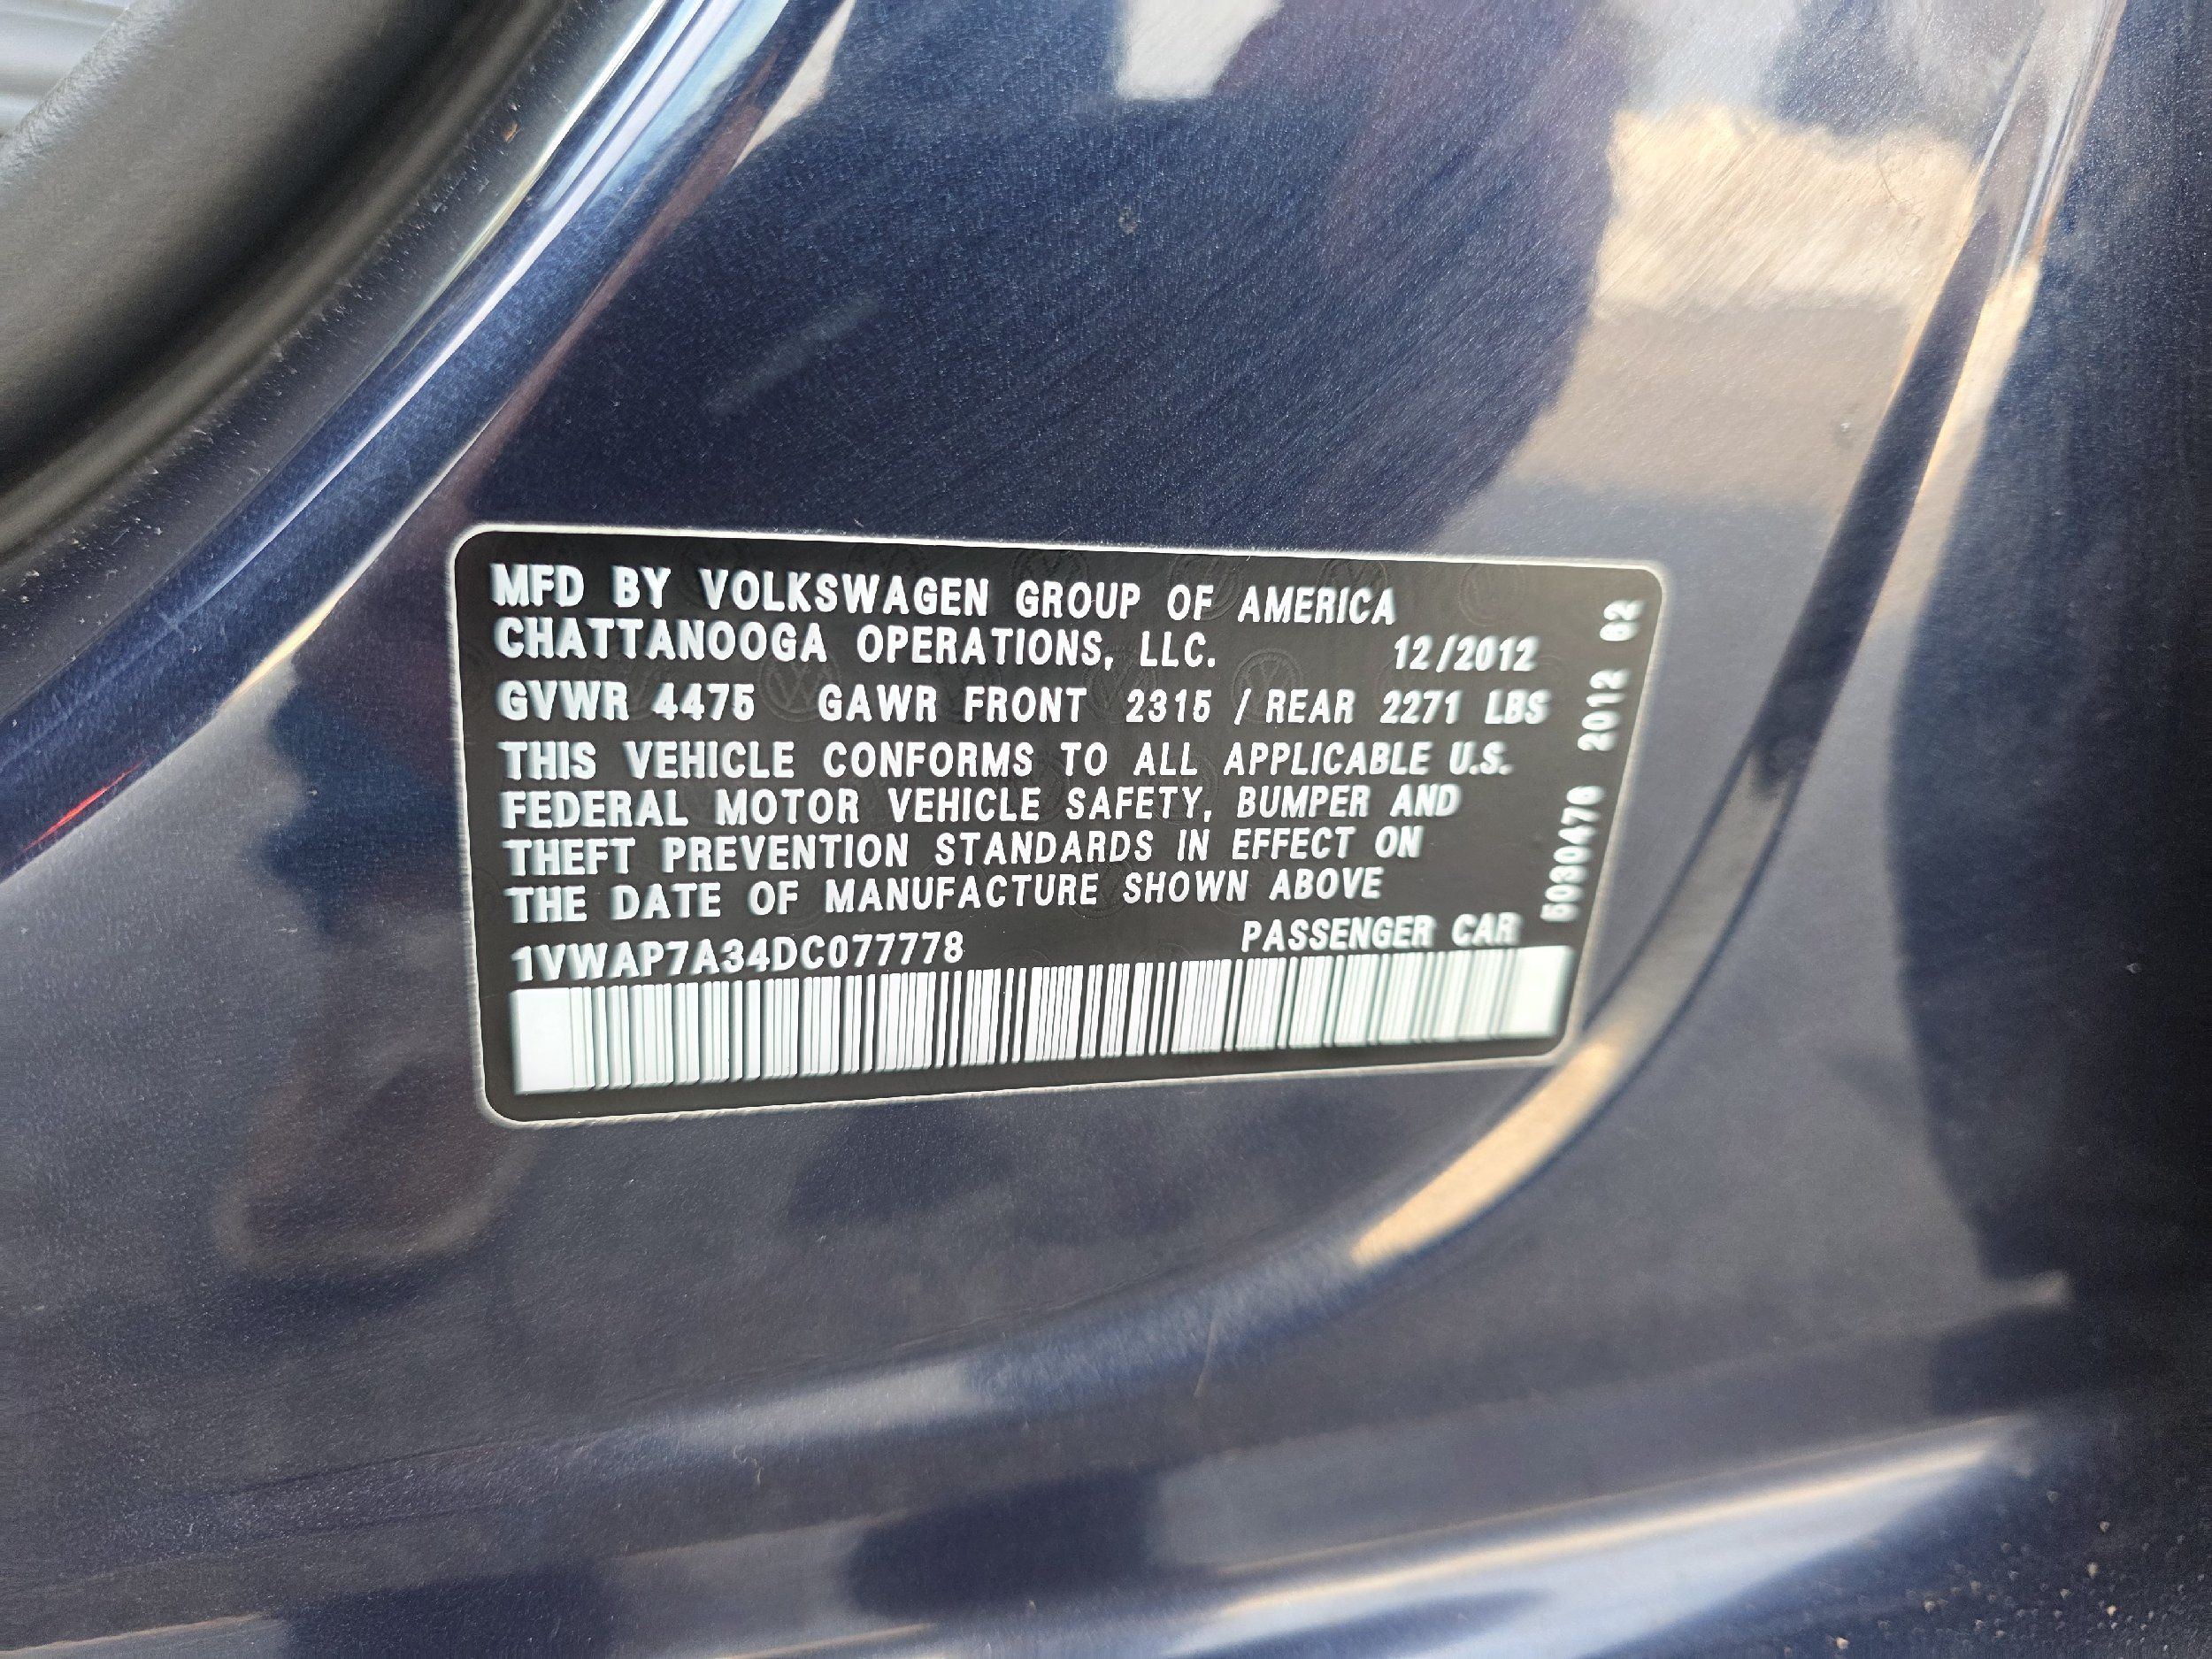 MFD BY VOLKSWAGEN GROUP OF AMERICA
CHATTANOOGA OPERATIONS, LLC. 12/2012
GVWR 4475 GAWR FRONT 2315 / REAR 2271 LBS
THIS VEHICLE CONFORMS TO ALL APPLICABLE U.S.
FEDERAL MOTOR VEHICLE SAFETY, BUMPER AND
THEFT PREVENTION STANDARDS IN EFFECT ON
THE DATE OF MANUFACTURE SHOWN ABOVE
1VWAP7A34DC077778 PASSENGER CAR
5030476 2012 62